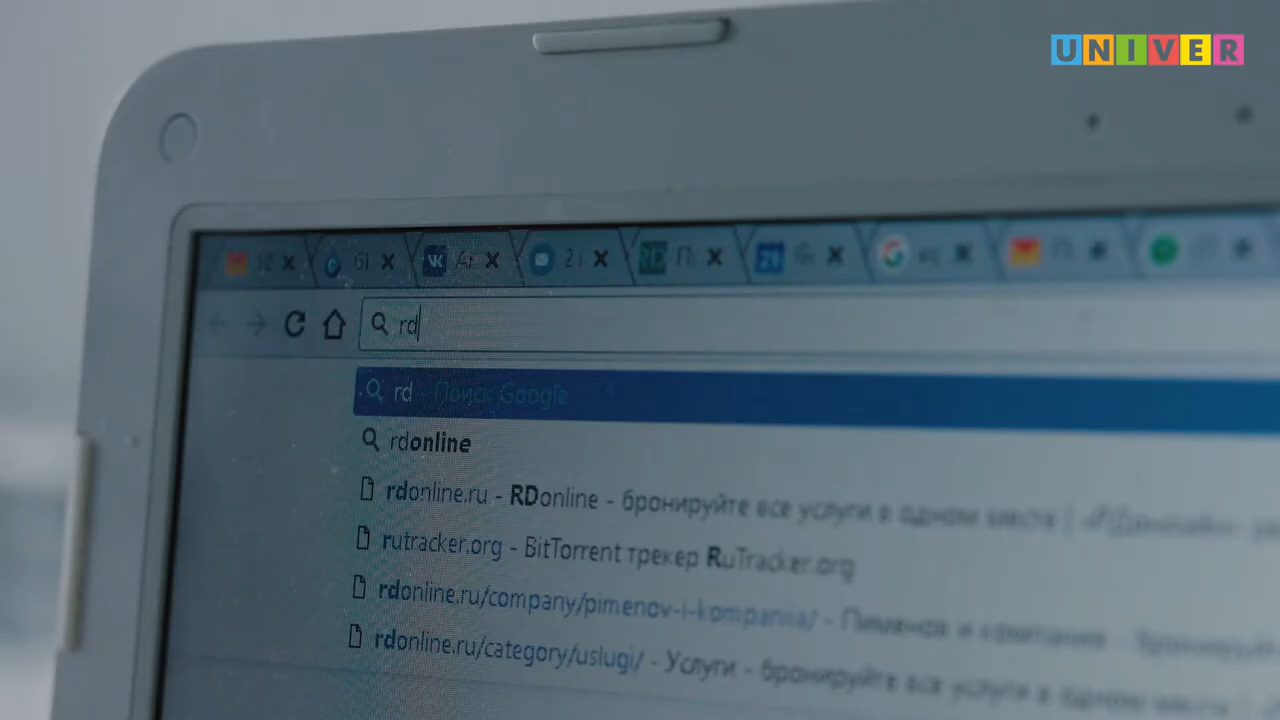 UNIVER
rd
rd - Поиск Google
rdonline
rdonline.ru - RDonline - бронируйте все услуги в одном месте |
rutracker.org - BitTorrent трекер RuTracker.org
rdonline.ru/company/pimenov-i-kompania/ - Пименов и компания - Бронируйте
rdonline.ru/category/uslugi/ - Услуги - бронируйте все услуги в одном месте |